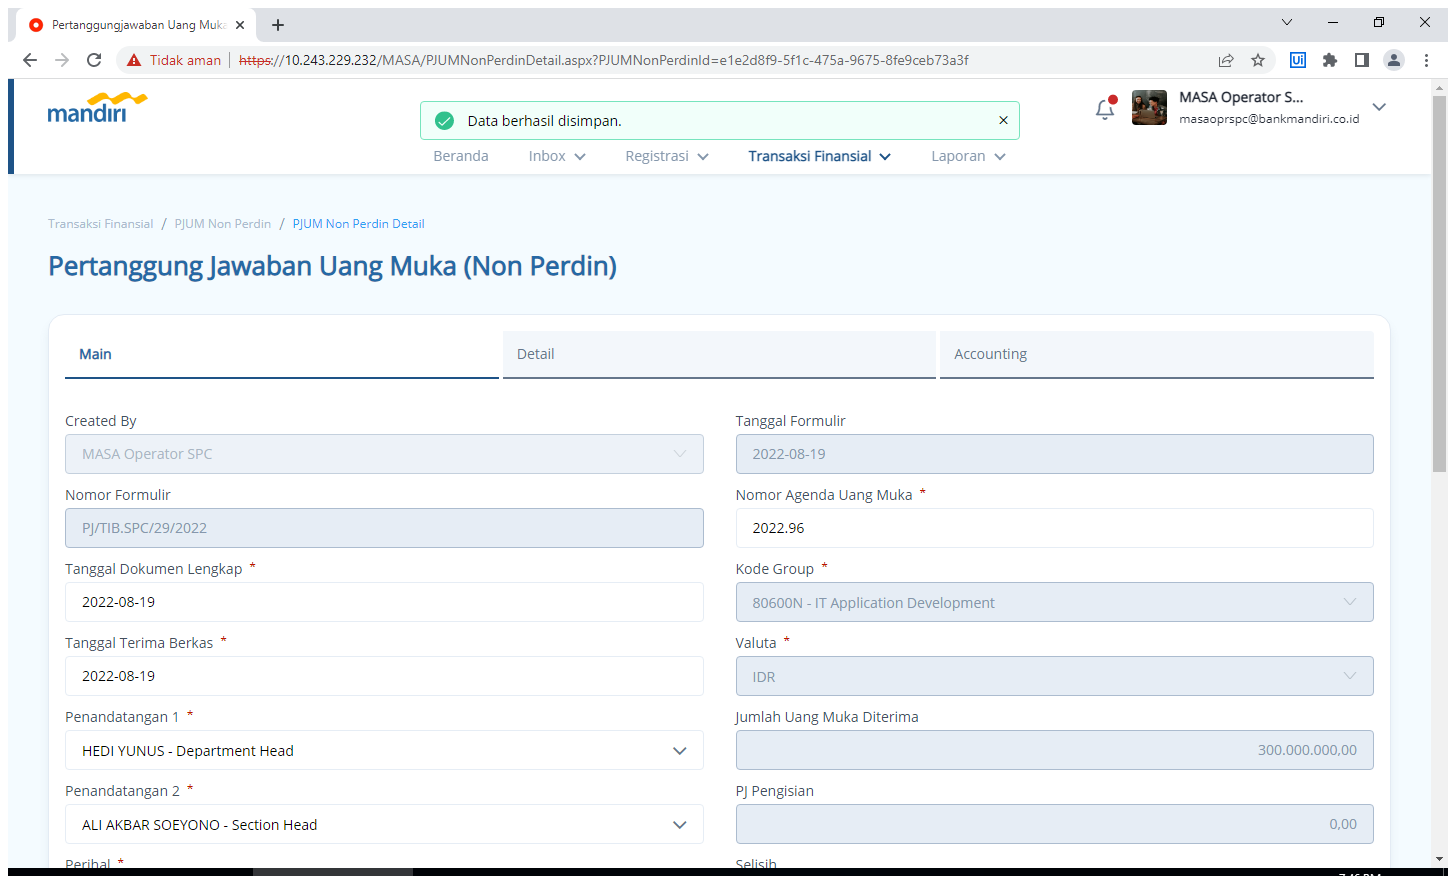 Pertanggungjawaban Uang Muka
Tidak aman
https://10.243.229.232/MASA/PJUMNonPerdinDetail.aspx?PJUMNonPerdinId=e1e2d8f9-5f1c-475a-9675-8fe9ceb73a3f
Ui
mandiri
Data berhasil disimpan.
MASA Operator S...
masaoprspc@bankmandiri.co.id
Beranda
Inbox
Registrasi
Transaksi Finansial
Laporan
Transaksi Finansial / PJUM Non Perdin / PJUM Non Perdin Detail
Pertanggung Jawaban Uang Muka (Non Perdin)
Main
Detail
Accounting
Created By
MASA Operator SPC
Tanggal Formulir
2022-08-19
Nomor Formulir
PJ/TIB.SPC/29/2022
Nomor Agenda Uang Muka *
2022.96
Tanggal Dokumen Lengkap *
2022-08-19
Kode Group *
80600N - IT Application Development
Tanggal Terima Berkas *
2022-08-19
Valuta *
IDR
Penandatangan 1 *
HEDI YUNUS - Department Head
Jumlah Uang Muka Diterima
300.000.000,00
Penandatangan 2 *
ALI AKBAR SOEYONO - Section Head
PJ Pengisian
0,00
Perihal *
Selisih
7:46 PM